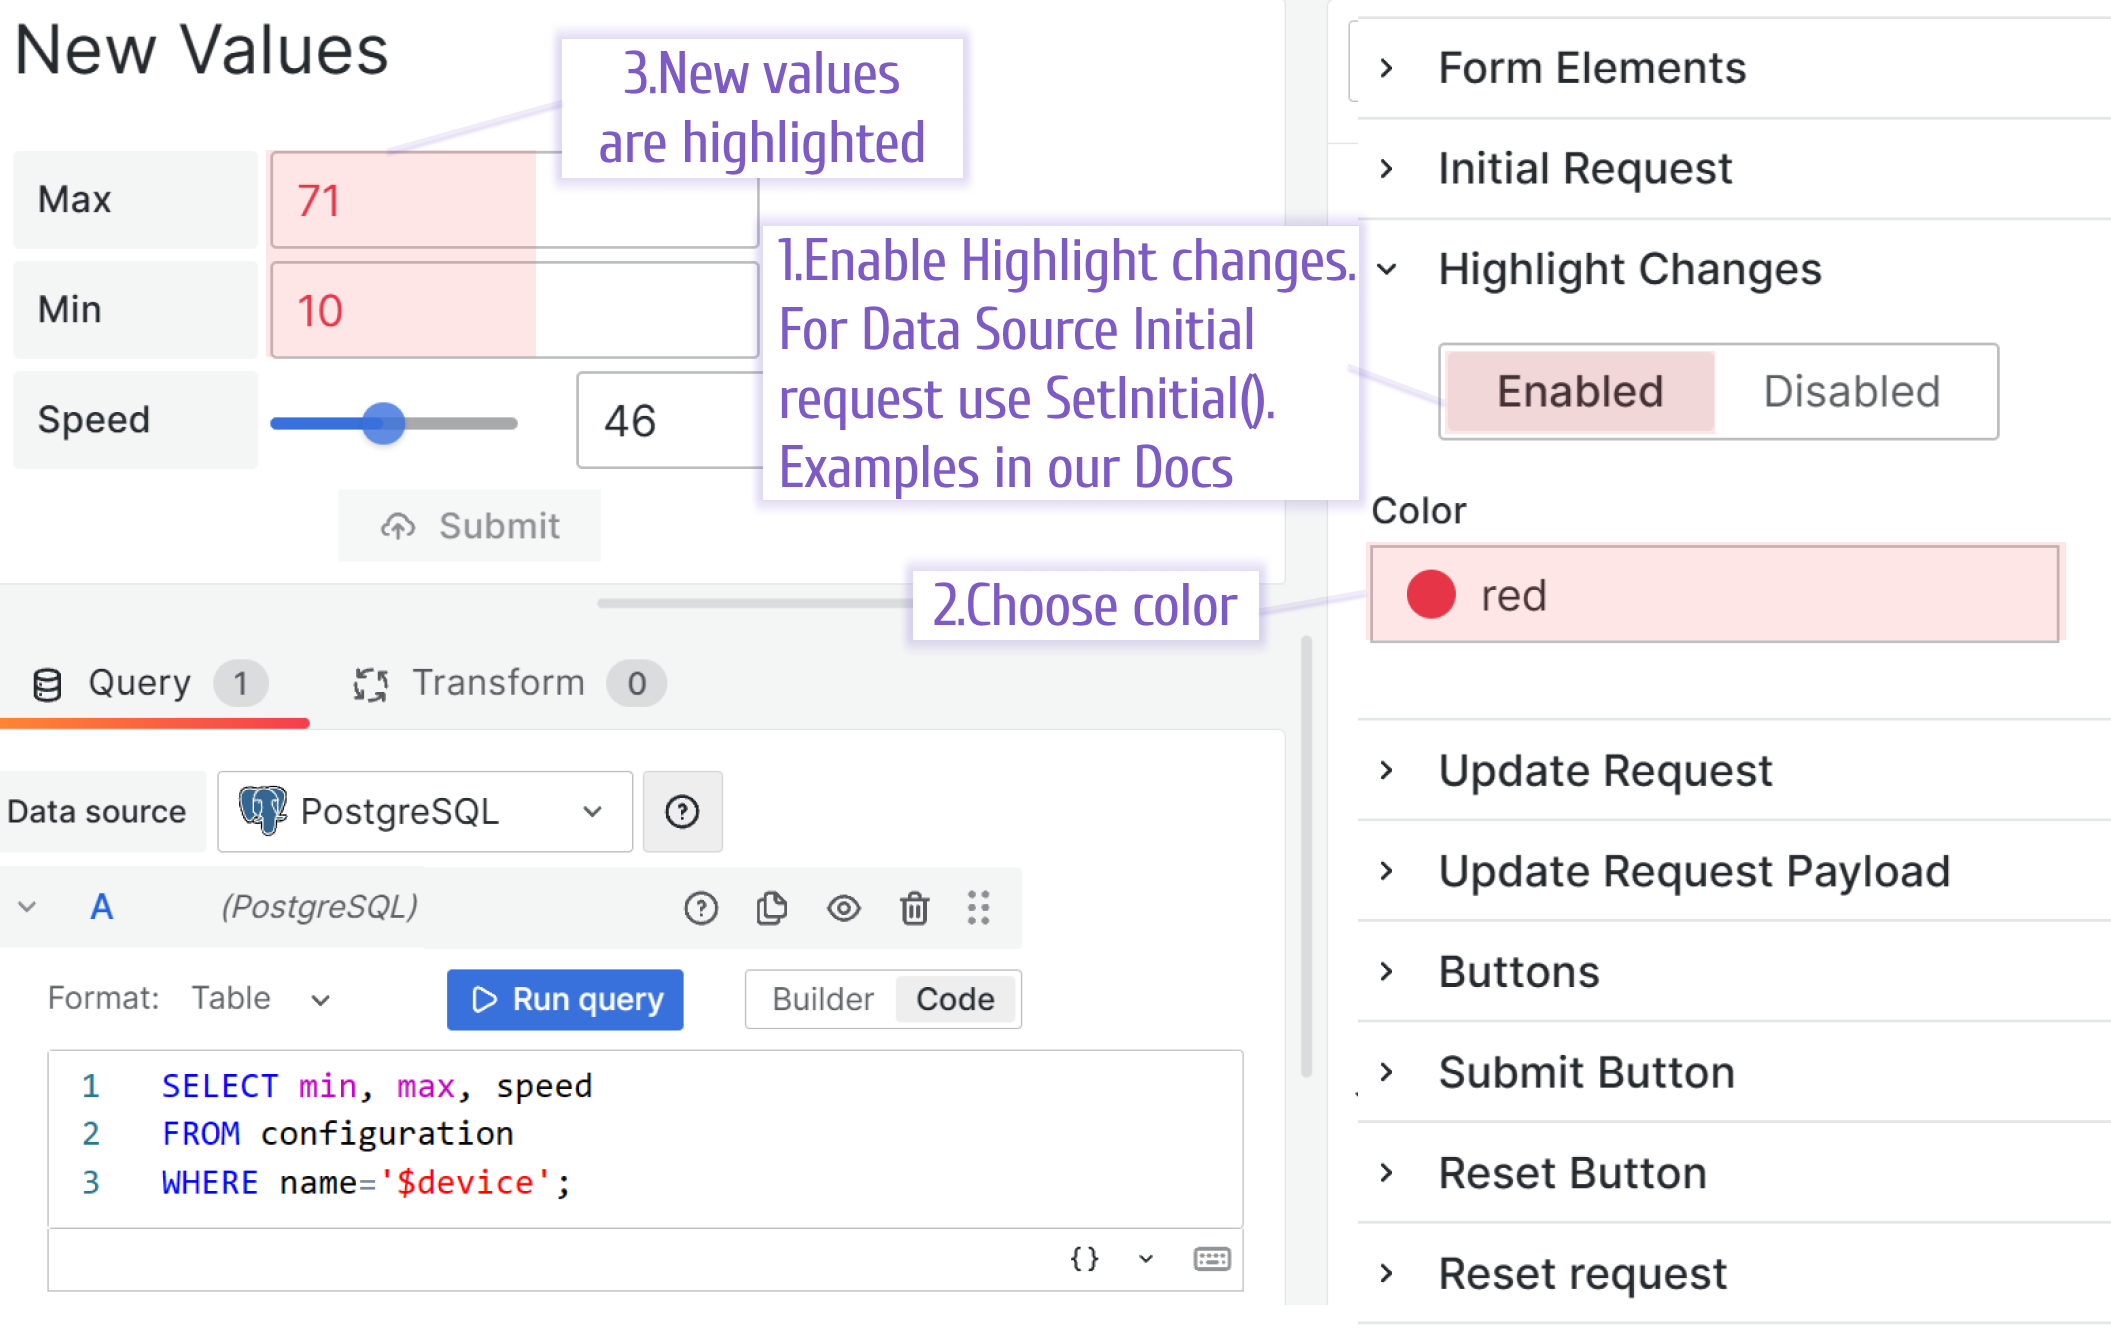 New Values
3.New values
are highlighted
Max
71
Min
10
Speed
46
Submit
1.Enable Highlight changes.
For Data Source Initial
request use SetInitial().
Examples in our Docs
2.Choose color
Query 1
Transform 0
Data source
PostgreSQL
A (PostgreSQL)
Format: Table
Run query
Builder Code
1 SELECT min, max, speed
2 FROM configuration
3 WHERE name='$device';
{}
Form Elements
Initial Request
Highlight Changes
Enabled Disabled
Color
red
Update Request
Update Request Payload
Buttons
Submit Button
Reset Button
Reset request